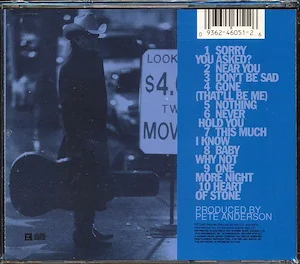 0 9362-46051-2 6
LOOK
$4.
TW
MOV
1 SORRY
YOU ASKED?
2 NEAR YOU
3 DON'T BE SAD
4 GONE
(THAT'LL BE ME)
5 NOTHING
6 NEVER
HOLD YOU
7 THIS MUCH
I KNOW
8 BABY
WHY NOT
9 ONE
MORE NIGHT
10 HEART
OF STONE
PRODUCED BY
PETE ANDERSON